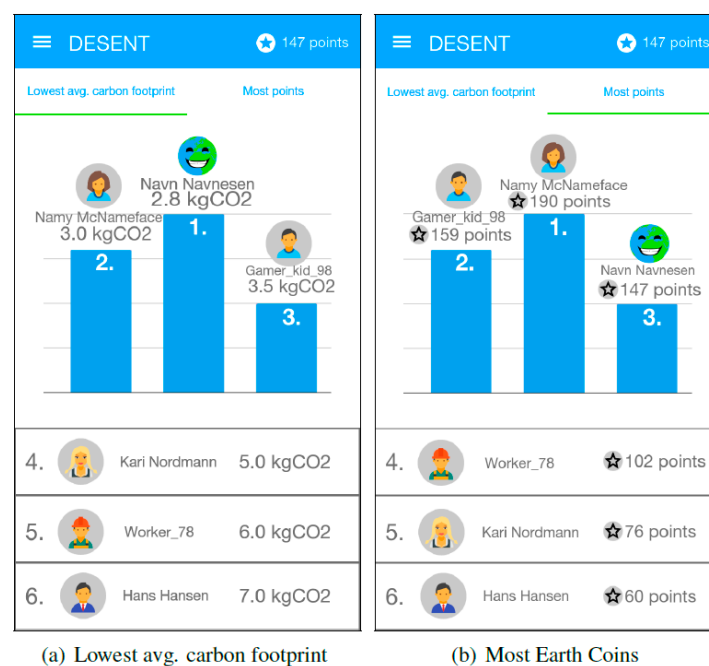 DESENT
147 points
Lowest avg. carbon footprint
Most points
Navn Navnesen
2.8 kgCO2
Namy McNameface
3.0 kgCO2
1.
2.
Gamer_kid_98
3.5 kgCO2
3.
4. Kari Nordmann 5.0 kgCO2
5. Worker_78 6.0 kgCO2
6. Hans Hansen 7.0 kgCO2
(a) Lowest avg. carbon footprint
DESENT
147 points
Lowest avg. carbon footprint
Most points
Namy McNameface
190 points
Gamer_kid_98
159 points
1.
2.
Navn Navnesen
147 points
3.
4. Worker_78 102 points
5. Kari Nordmann 76 points
6. Hans Hansen 60 points
(b) Most Earth Coins